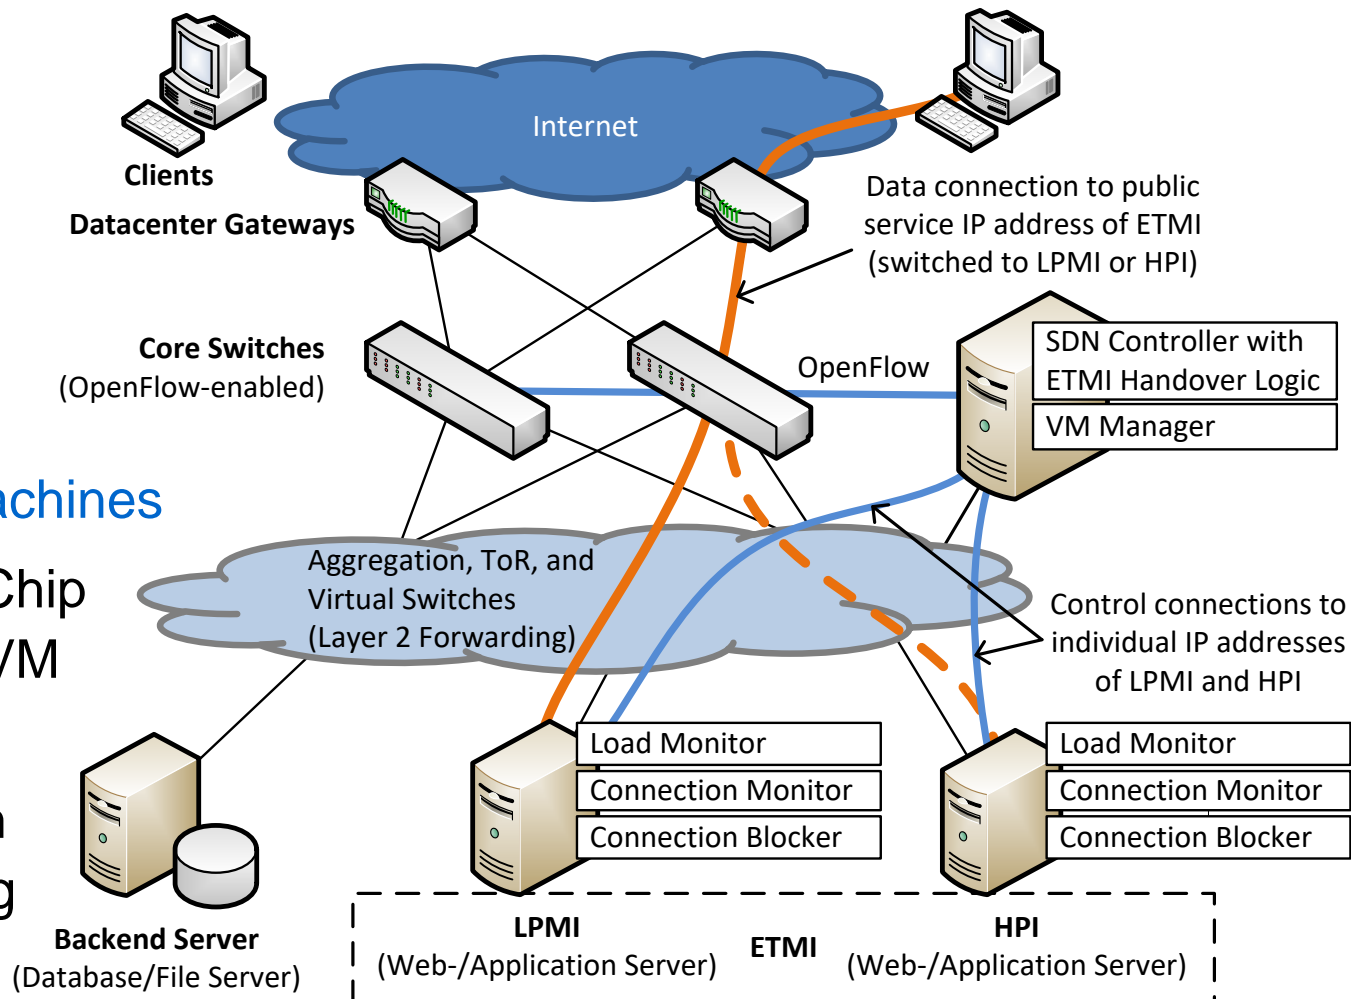 Internet
Clients
Datacenter Gateways
Data connection to public
service IP address of ETMI
(switched to LPMI or HPI)
Core Switches
(OpenFlow-enabled)
OpenFlow
SDN Controller with
ETMI Handover Logic
VM Manager
achines
Chip
VM
Aggregation, ToR, and
Virtual Switches
(Layer 2 Forwarding)
Control connections to
individual IP addresses
of LPMI and HPI
Load Monitor
Connection Monitor
Connection Blocker
Load Monitor
Connection Monitor
Connection Blocker
n
g
Backend Server
(Database/File Server)
LPMI
(Web-/Application Server)
ETMI
HPI
(Web-/Application Server)